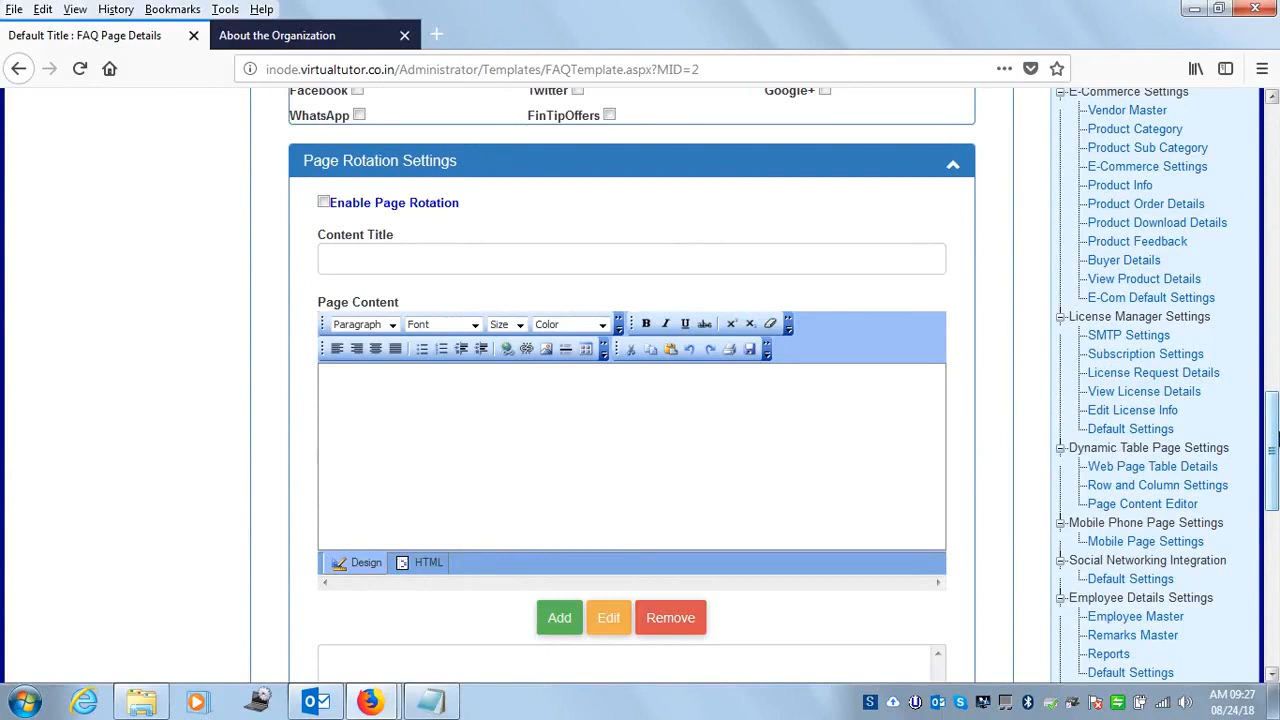 File Edit View History Bookmarks Tools Help
Default Title : FAQ Page Details
About the Organization
inode.virtualtutor.co.in/Administrator/Templates/FAQTemplate.aspx?MID=2
Facebook Twitter Google+
WhatsApp FinTipOffers
Page Rotation Settings
Enable Page Rotation
Content Title
Page Content
Paragraph Font Size Color B I U abc x² x₂
Design HTML
Add Edit Remove
E-Commerce Settings
Vendor Master
Product Category
Product Sub Category
E-Commerce Settings
Product Info
Product Order Details
Product Download Details
Product Feedback
Buyer Details
View Product Details
E-Com Default Settings
License Manager Settings
SMTP Settings
Subscription Settings
License Request Details
View License Details
Edit License Info
Default Settings
Dynamic Table Page Settings
Web Page Table Details
Row and Column Settings
Page Content Editor
Mobile Phone Page Settings
Mobile Page Settings
Social Networking Integration
Default Settings
Employee Details Settings
Employee Master
Remarks Master
Reports
Default Settings
AM 09:27
08/24/18